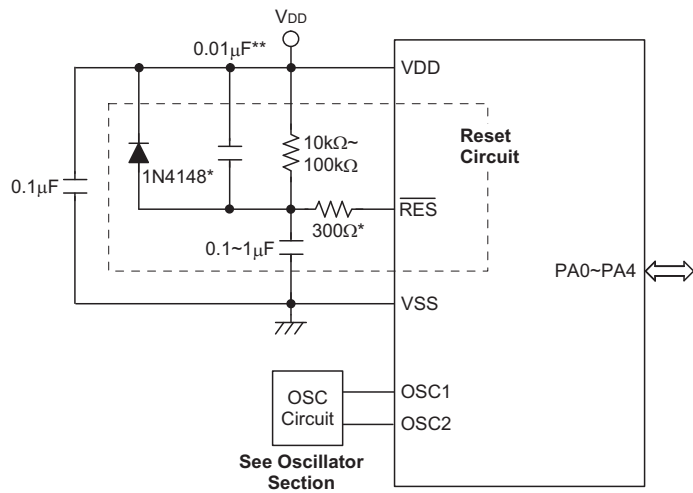 VDD
0.01μF**
VDD
Reset
Circuit
10kΩ~
100kΩ
1N4148*
0.1μF
RES
300Ω*
0.1~1μF
PA0~PA4
VSS
OSC
Circuit
OSC1
OSC2
See Oscillator
Section